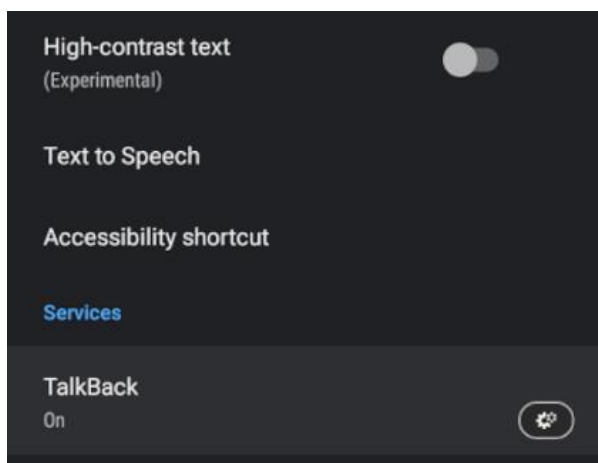 High-contrast text
(Experimental)
Text to Speech
Accessibility shortcut
Services
TalkBack
On